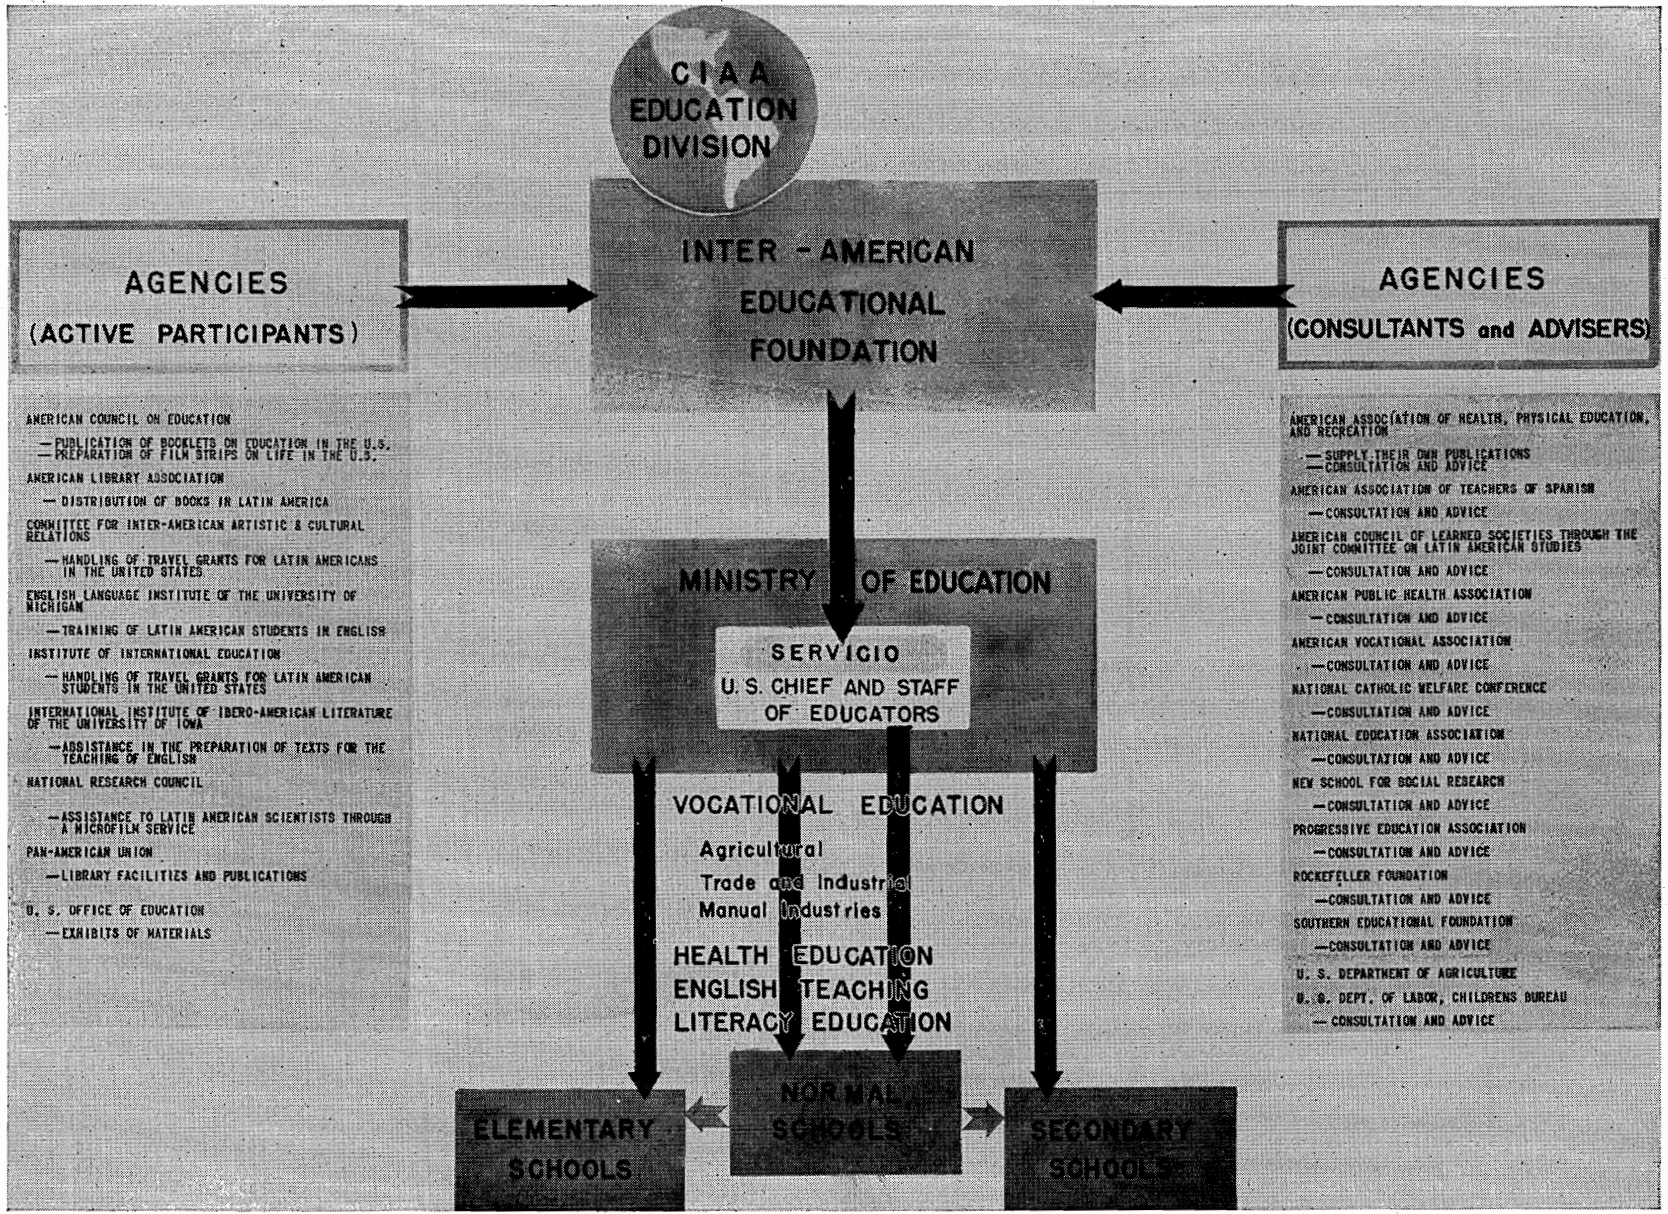 CIAA
EDUCATION
DIVISION
INTER - AMERICAN
EDUCATIONAL
FOUNDATION
AGENCIES
(ACTIVE PARTICIPANTS)
AMERICAN COUNCIL ON EDUCATION
— PUBLICATION OF BOOKLETS ON EDUCATION IN THE U.S.
— PREPARATION OF FILM STRIPS ON LIFE IN THE U.S.
AMERICAN LIBRARY ASSOCIATION
— DISTRIBUTION OF BOOKS IN LATIN AMERICA
COMMITTEE FOR INTER-AMERICAN ARTISTIC & CULTURAL
RELATIONS
— HANDLING OF TRAVEL GRANTS FOR LATIN AMERICANS
IN THE UNITED STATES
ENGLISH LANGUAGE INSTITUTE OF THE UNIVERSITY OF
MICHIGAN
— TRAINING OF LATIN AMERICAN STUDENTS IN ENGLISH
INSTITUTE OF INTERNATIONAL EDUCATION
— HANDLING OF TRAVEL GRANTS FOR LATIN AMERICAN
STUDENTS IN THE UNITED STATES
INTERNATIONAL INSTITUTE OF IBERO-AMERICAN LITERATURE
OF THE UNIVERSITY OF IOWA
— ASSISTANCE IN THE PREPARATION OF TEXTS FOR THE
TEACHING OF ENGLISH
NATIONAL RESEARCH COUNCIL
— ASSISTANCE TO LATIN AMERICAN SCIENTISTS THROUGH
A MICROFILM SERVICE
PAN-AMERICAN UNION
— LIBRARY FACILITIES AND PUBLICATIONS
U. S. OFFICE OF EDUCATION
— EXHIBITS OF MATERIALS
AGENCIES
(CONSULTANTS and ADVISERS)
AMERICAN ASSOCIATION OF HEALTH, PHYSICAL EDUCATION,
AND RECREATION
— SUPPLY THEIR OWN PUBLICATIONS
— CONSULTATION AND ADVICE
AMERICAN ASSOCIATION OF TEACHERS OF SPANISH
— CONSULTATION AND ADVICE
AMERICAN COUNCIL OF LEARNED SOCIETIES THROUGH THE
JOINT COMMITTEE ON LATIN AMERICAN STUDIES
— CONSULTATION AND ADVICE
AMERICAN PUBLIC HEALTH ASSOCIATION
— CONSULTATION AND ADVICE
AMERICAN VOCATIONAL ASSOCIATION
— CONSULTATION AND ADVICE
NATIONAL CATHOLIC WELFARE CONFERENCE
— CONSULTATION AND ADVICE
NATIONAL EDUCATION ASSOCIATION
— CONSULTATION AND ADVICE
NEW SCHOOL FOR SOCIAL RESEARCH
— CONSULTATION AND ADVICE
PROGRESSIVE EDUCATION ASSOCIATION
— CONSULTATION AND ADVICE
ROCKEFELLER FOUNDATION
— CONSULTATION AND ADVICE
SOUTHERN EDUCATIONAL FOUNDATION
— CONSULTATION AND ADVICE
U. S. DEPARTMENT OF AGRICULTURE
U. S. DEPT. OF LABOR, CHILDRENS BUREAU
— CONSULTATION AND ADVICE
MINISTRY OF EDUCATION
SERVICIO
U. S. CHIEF AND STAFF
OF EDUCATORS
VOCATIONAL EDUCATION
Agricultural
Trade and Industrial
Manual Industries
HEALTH EDUCATION
ENGLISH TEACHING
LITERACY EDUCATION
NORMAL
SCHOOLS
ELEMENTARY
SCHOOLS
SECONDARY
SCHOOLS